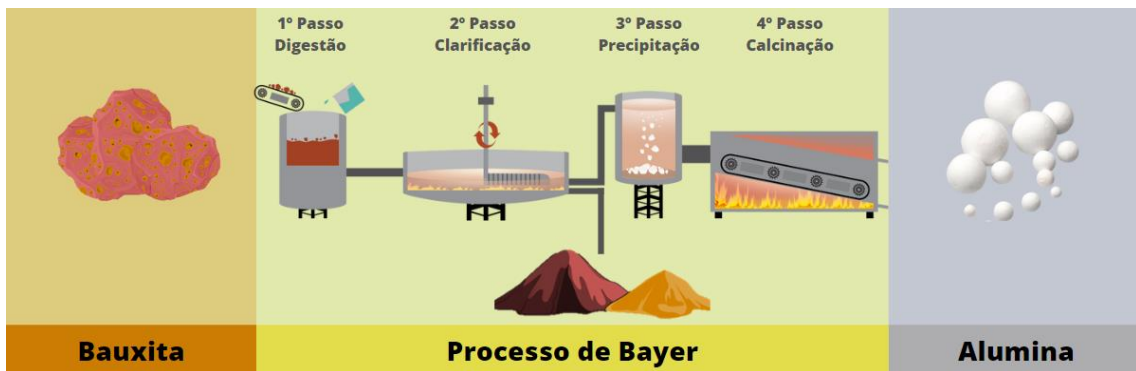 1º Passo
Digestão
2º Passo
Clarificação
3º Passo
Precipitação
4º Passo
Calcinação
Bauxita
Processo de Bayer
Alumina